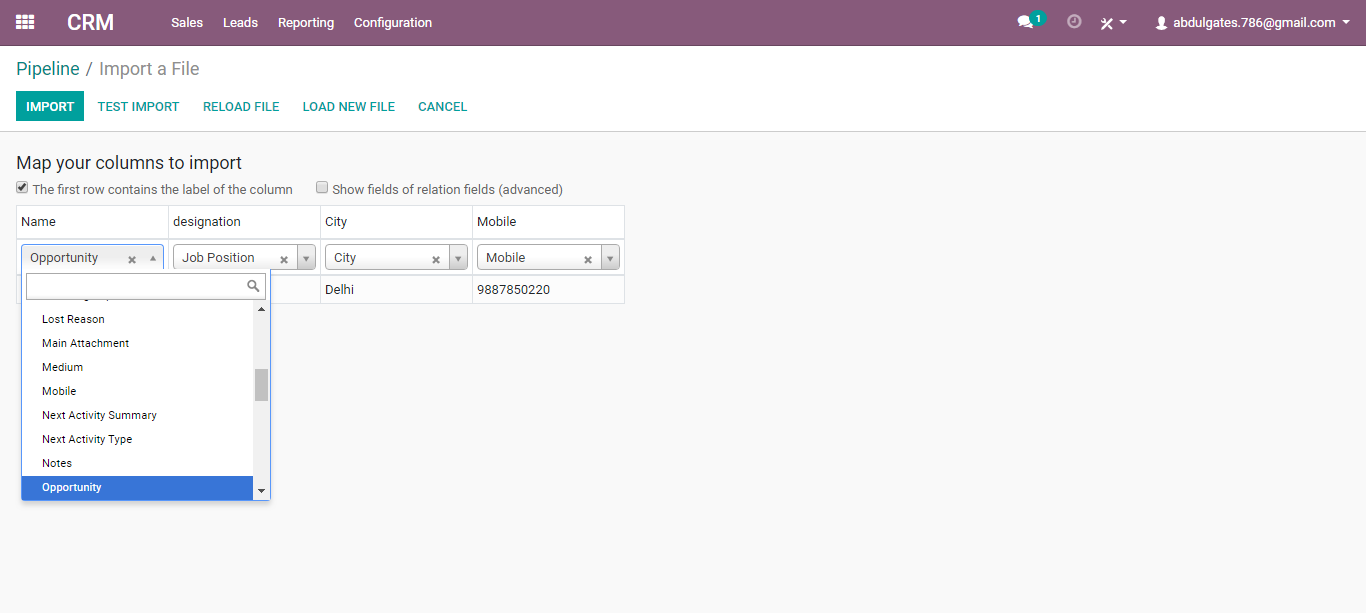 CRM Sales Leads Reporting Configuration 1 abdulgates.786@gmail.com
Pipeline / Import a File
IMPORT TEST IMPORT RELOAD FILE LOAD NEW FILE CANCEL
Map your columns to import
The first row contains the label of the column Show fields of relation fields (advanced)
Name designation City Mobile
Opportunity Job Position City Mobile
Delhi 9887850220
Lost Reason
Main Attachment
Medium
Mobile
Next Activity Summary
Next Activity Type
Notes
Opportunity